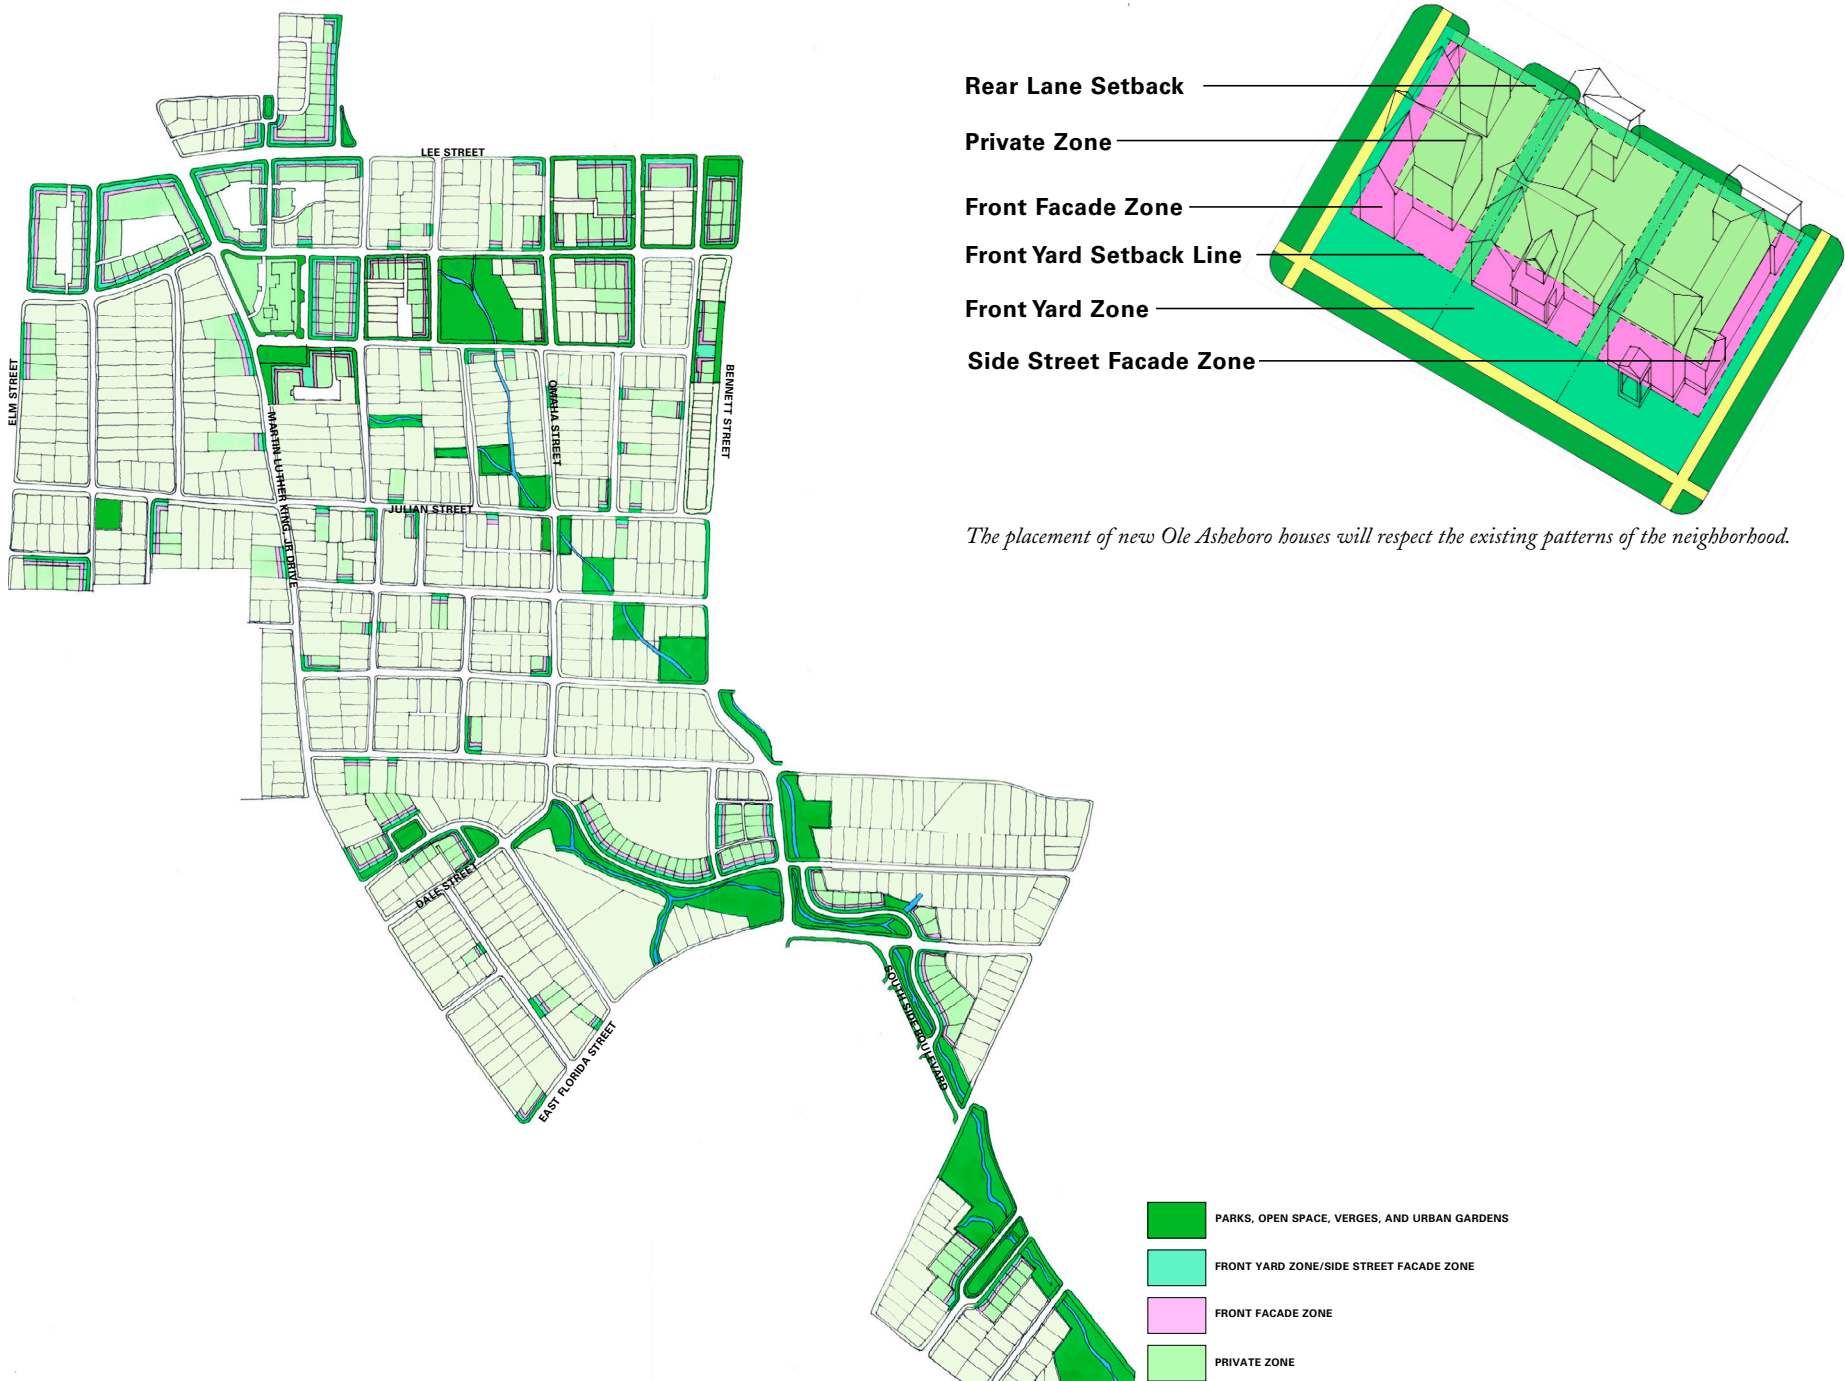 LEE STREET
ELM STREET
MARTIN LUTHER KING, JR DRIVE
OMAHA STREET
BENNETT STREET
JULIAN STREET
DALE STREET
EAST FLORIDA STREET
SOUTH SIDE BOULEVARD
Rear Lane Setback
Private Zone
Front Facade Zone
Front Yard Setback Line
Front Yard Zone
Side Street Facade Zone
The placement of new Ole Asheboro houses will respect the existing patterns of the neighborhood.
PARKS, OPEN SPACE, VERGES, AND URBAN GARDENS
FRONT YARD ZONE/SIDE STREET FACADE ZONE
FRONT FACADE ZONE
PRIVATE ZONE